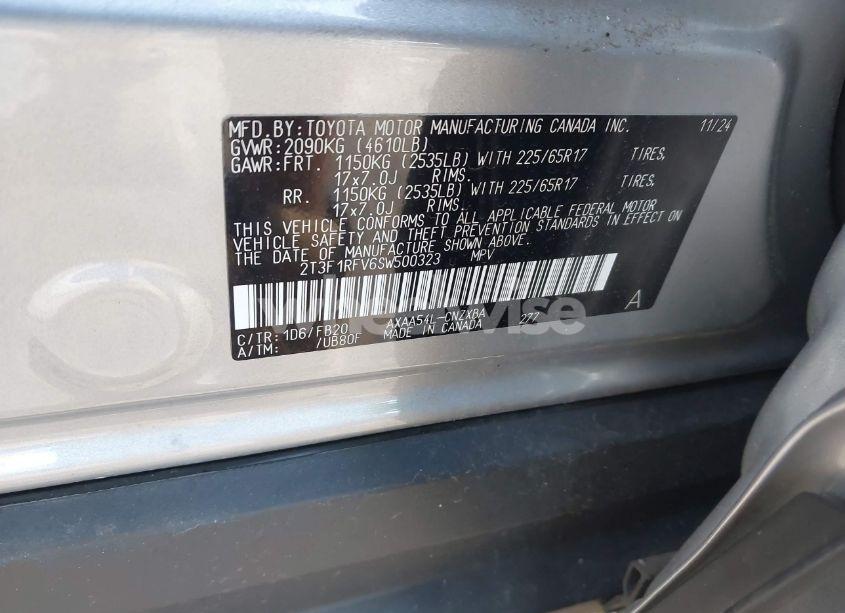 MFD.BY: TOYOTA MOTOR MANUFACTURING CANADA INC. 11/24
GVWR: 2090KG (4610LB)
GAWR: FRT. 1150KG (2535LB) WITH 225/65R17 TIRES,
17x7.0J RIMS.
RR. 1150KG (2535LB) WITH 225/65R17 TIRES,
17x7.0J RIMS.
THIS VEHICLE CONFORMS TO ALL APPLICABLE FEDERAL MOTOR
VEHICLE SAFETY AND THEFT PREVENTION STANDARDS IN EFFECT ON
THE DATE OF MANUFACTURE SHOWN ABOVE.
2T3F1RFV6SW500323 MPV
A
C/TR: 1D6/FB20 AXAA54L-CNZXBA 277
A/TM: /UB80F MADE IN CANADA